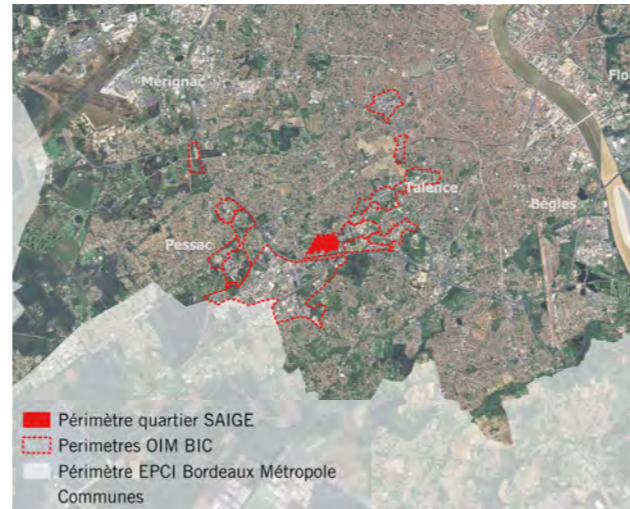 Mérignac
Flo
Talence
Bègles
Pessac
Périmètre quartier SAIGE
Perimetres OIM BIC
Périmètre EPCI Bordeaux Métropole
Communes